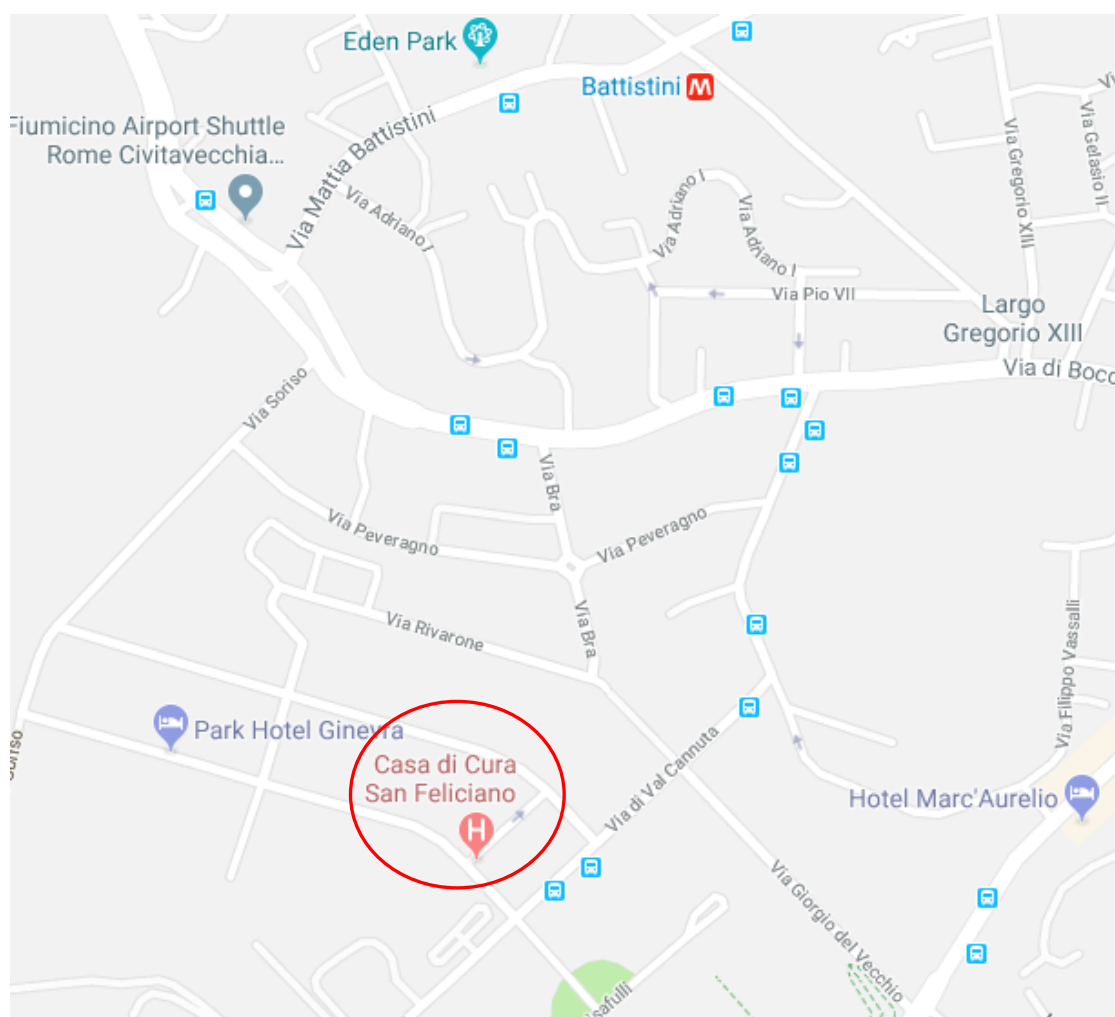 Eden Park
Battistini
M
Fiumicino Airport Shuttle
Rome Civitavecchia...
Via Mattia Battistini
Via Adriano I
Via Adriano I
Via Adriano I
Via Gregorio XIII
Via Gelasio II
Via Pio VII
Largo
Gregorio XIII
Via di Bocc
Via Soriso
Via Bra
Via Peveragno
Via Peveragno
Via Bra
Via Rivarone
Via Filippo Vassalli
Park Hotel Ginevra
Soriso
Casa di Cura
San Feliciano
H
Via di Val Cannuta
Hotel Marc'Aurelio
Via Giorgio del Vecchio
isafulli